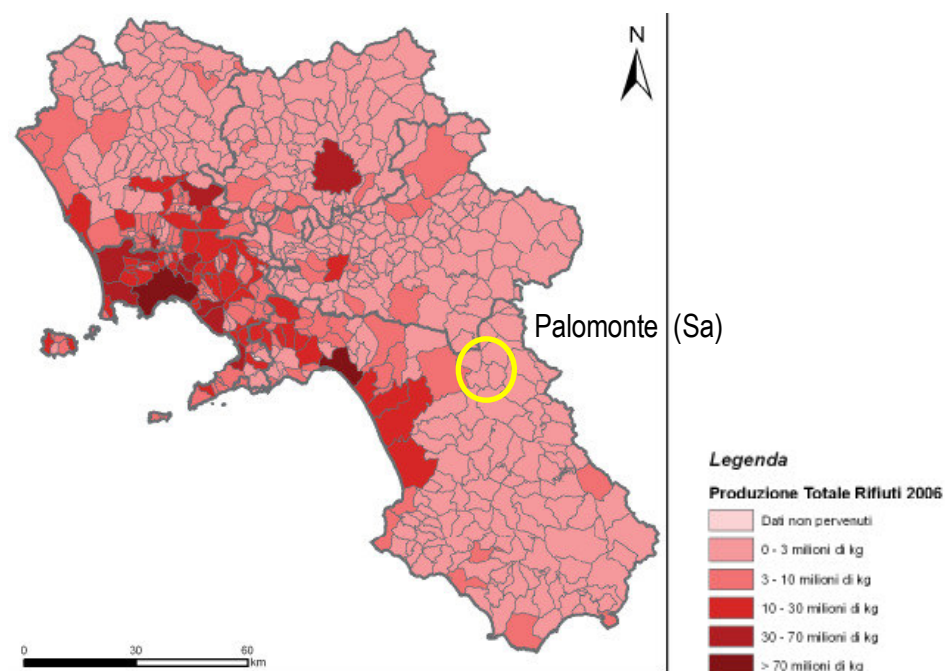 N
Palomonte (Sa)
Legenda
Produzione Totale Rifiuti 2006
Dati non pervenuti
0 - 3 milioni di kg
3 - 10 milioni di kg
10 - 30 milioni di kg
30 - 70 milioni di kg
> 70 milioni di kg
0 30 60
km